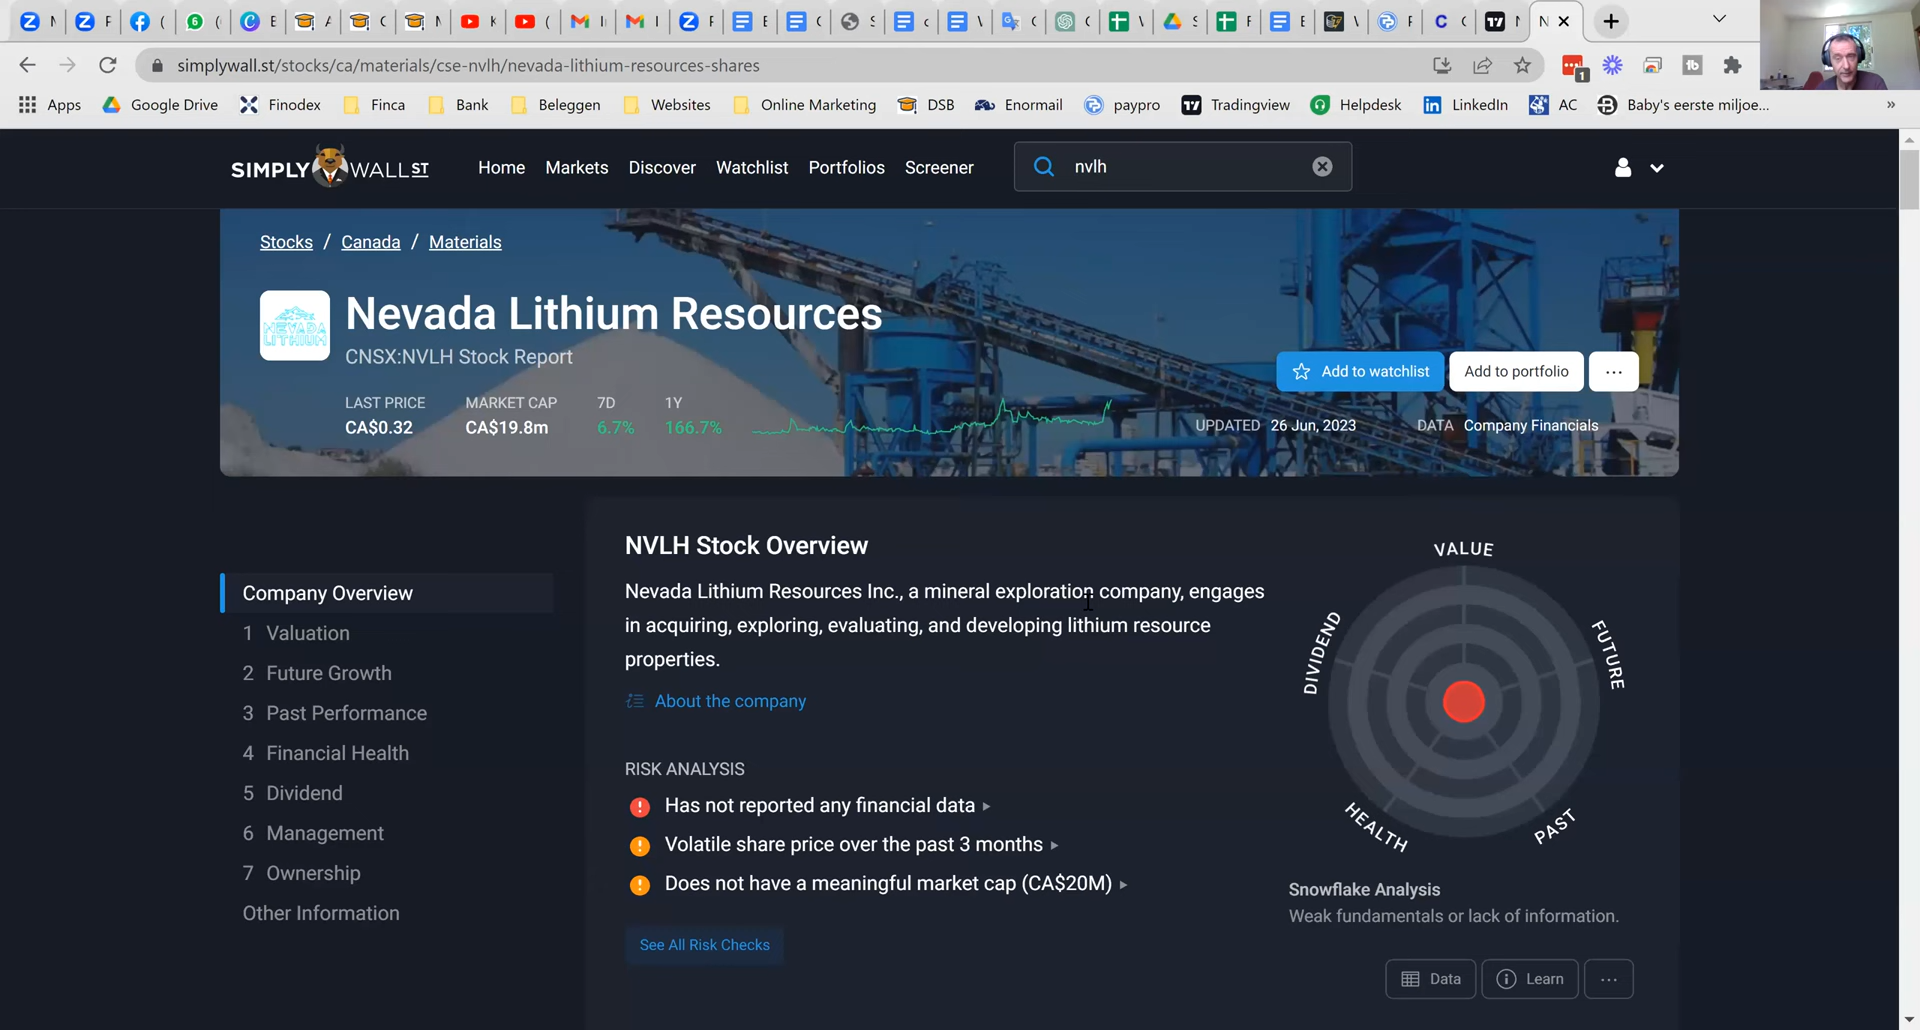 simplywall.st/stocks/ca/materials/cse-nvlh/nevada-lithium-resources-shares
Apps Google Drive Finodex Finca Bank Beleggen Websites Online Marketing DSB Enormail paypro Tradingview Helpdesk LinkedIn AC Baby's eerste miljoe... »
SIMPLY WALL ST Home Markets Discover Watchlist Portfolios Screener nvlh
Stocks / Canada / Materials
NEVADA LITHIUM
Nevada Lithium Resources
CNSX:NVLH Stock Report
Add to watchlist Add to portfolio ...
LAST PRICE MARKET CAP 7D 1Y
CA$0.32 CA$19.8m 6.7% 166.7%
UPDATED 26 Jun, 2023 DATA Company Financials
Company Overview
1 Valuation
2 Future Growth
3 Past Performance
4 Financial Health
5 Dividend
6 Management
7 Ownership
Other Information
NVLH Stock Overview
Nevada Lithium Resources Inc., a mineral exploration company, engages
in acquiring, exploring, evaluating, and developing lithium resource
properties.
About the company
RISK ANALYSIS
Has not reported any financial data
Volatile share price over the past 3 months
Does not have a meaningful market cap (CA$20M)
See All Risk Checks
VALUE
FUTURE
PAST
HEALTH
DIVIDEND
Snowflake Analysis
Weak fundamentals or lack of information.
Data Learn ...